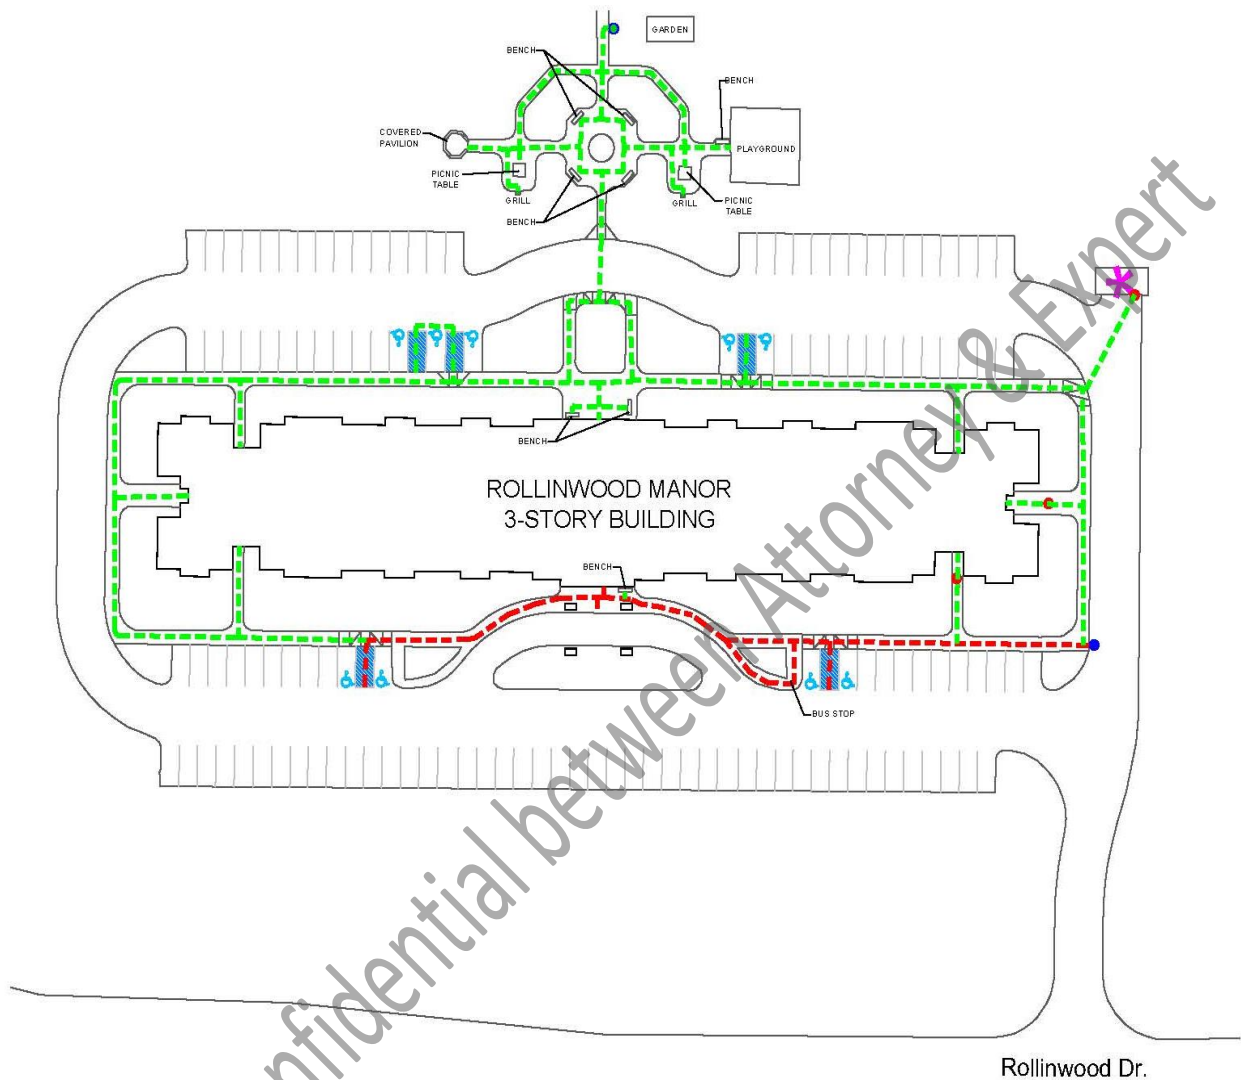 GARDEN
BENCH
BENCH
COVERED
PAVILION
PLAYGROUND
PICNIC
TABLE
GRILL
BENCH
GRILL
PICNIC
TABLE
BENCH
ROLLINWOOD MANOR
3-STORY BUILDING
BENCH
BUS STOP
Rollinwood Dr.
nfidential between Attorney & Expert